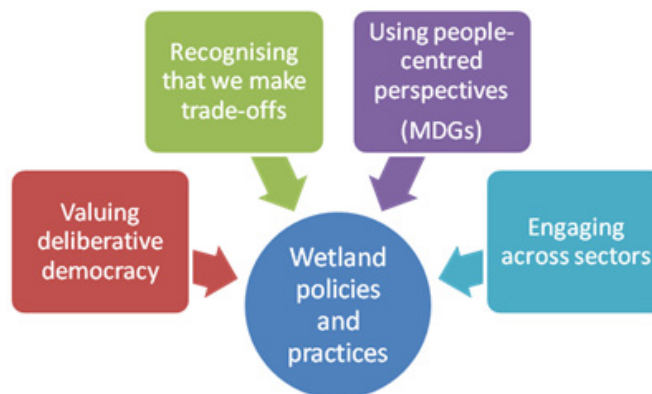 Recognising
that we make
trade-offs
Using people-
centred
perspectives
(MDGs)
Valuing
deliberative
democracy
Engaging
across sectors
Wetland
policies
and
practices